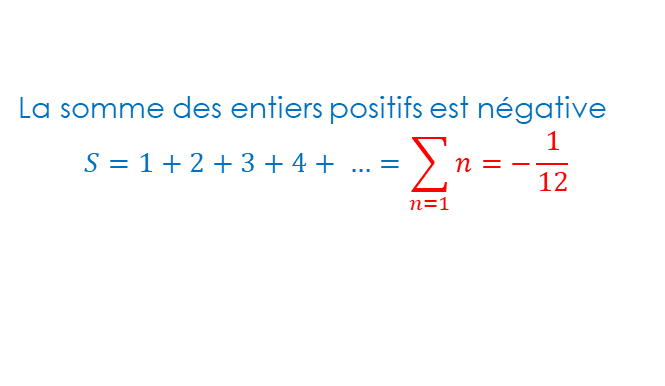 La somme des entiers positifs est négative
S = 1 + 2 + 3 + 4 + … = ∑_{n=1} n = −1/12